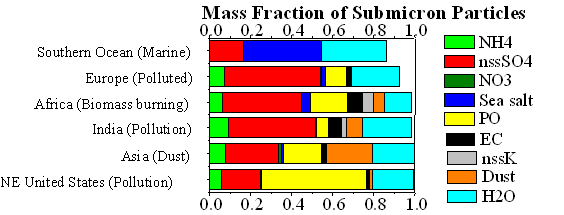 Mass Fraction of Submicron Particles
0.0 0.2 0.4 0.6 0.8 1.0
Southern Ocean (Marine)
Europe (Polluted)
Africa (Biomass burning)
India (Pollution)
Asia (Dust)
NE United States (Pollution)
0.0 0.2 0.4 0.6 0.8 1.0
NH4
nssSO4
NO3
Sea salt
PO
EC
nssK
Dust
H2O